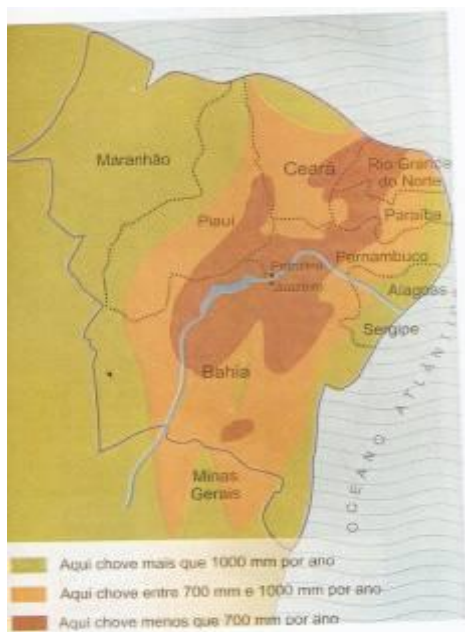 Maranhão
Ceará
Rio Grande
do Norte
Piauí
Paraíba
Pernambuco
Petrolina
Juazeiro
Alagoas
Sergipe
Bahia
OCEANO ATLÂNTICO
Minas
Gerais
Aqui chove mais que 1000 mm por ano
Aqui chove entre 700 mm e 1000 mm por ano
Aqui chove menos que 700 mm por ano